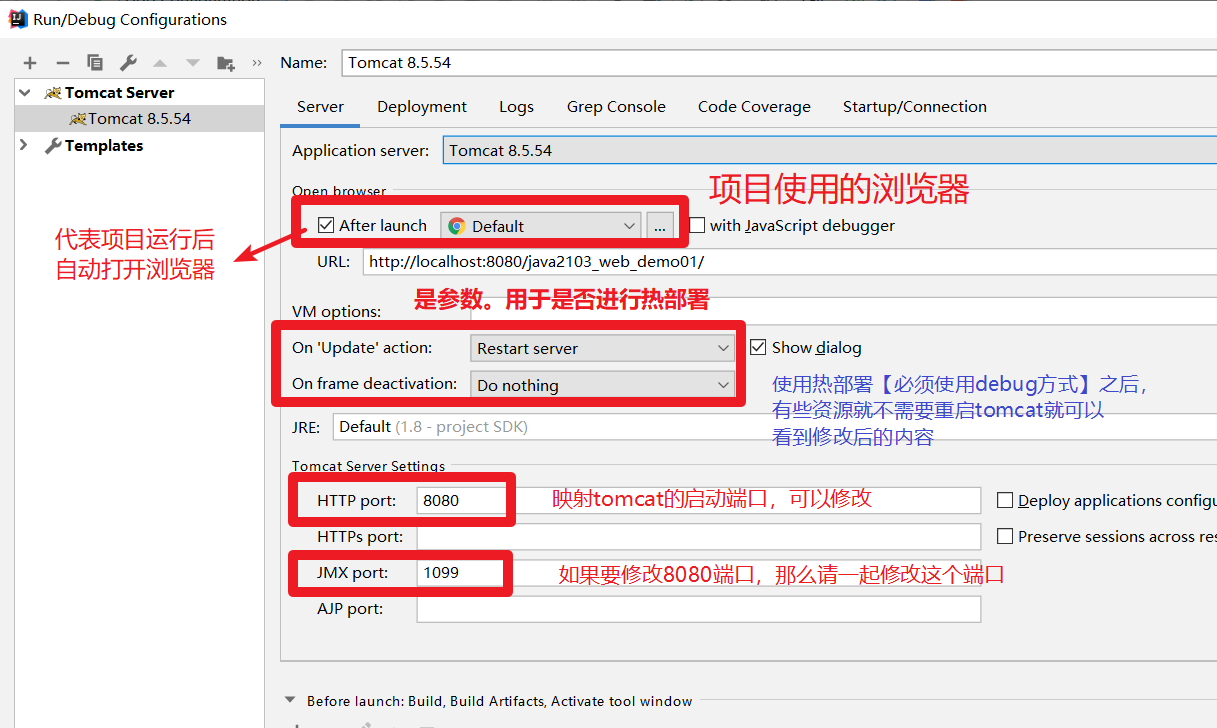 Run/Debug Configurations
Name: Tomcat 8.5.54
Tomcat Server
Tomcat 8.5.54
Templates
Server Deployment Logs Grep Console Code Coverage Startup/Connection
Application server: Tomcat 8.5.54
Open browser
项目使用的浏览器
After launch Default ... with JavaScript debugger
代表项目运行后
自动打开浏览器
URL: http://localhost:8080/java2103_web_demo01/
是参数。用于是否进行热部署
VM options:
On 'Update' action: Restart server Show dialog
On frame deactivation: Do nothing
使用热部署【必须使用debug方式】之后,
有些资源就不需要重启tomcat就可以
看到修改后的内容
JRE: Default (1.8 - project SDK)
Tomcat Server Settings
HTTP port: 8080 映射tomcat的启动端口，可以修改 Deploy applications configu
HTTPs port: Preserve sessions across res
JMX port: 1099 如果要修改8080端口，那么请一起修改这个端口
AJP port:
Before launch: Build, Build Artifacts, Activate tool window